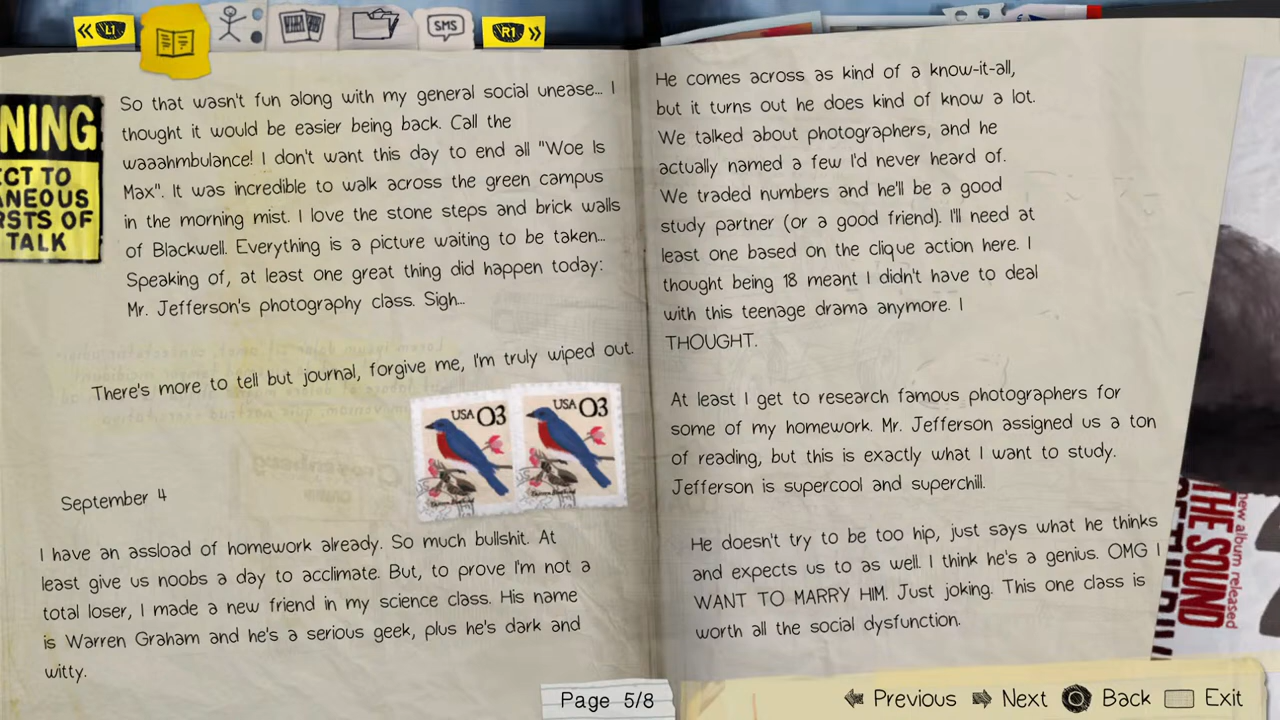 L1
SMS
R1
NING
ECT TO
ANEOUS
RSTS OF
TALK
So that wasn't fun along with my general social unease... I
thought it would be easier being back. Call the
waaahmbulance! I don't want this day to end all "Woe Is
Max". It was incredible to walk across the green campus
in the morning mist. I love the stone steps and brick walls
of Blackwell. Everything is a picture waiting to be taken...
Speaking of, at least one great thing did happen today:
Mr. Jefferson's photography class. Sigh...
There's more to tell but journal, forgive me, I'm truly wiped out.
USA 03
USA 03
September 4
I have an assload of homework already. So much bullshit. At
least give us noobs a day to acclimate. But, to prove I'm not a
total loser, I made a new friend in my science class. His name
is Warren Graham and he's a serious geek, plus he's dark and
witty.
He comes across as kind of a know-it-all,
but it turns out he does kind of know a lot.
We talked about photographers, and he
actually named a few I'd never heard of.
We traded numbers and he'll be a good
study partner (or a good friend). I'll need at
least one based on the clique action here. I
thought being 18 meant I didn't have to deal
with this teenage drama anymore. I
THOUGHT.
At least I get to research famous photographers for
some of my homework. Mr. Jefferson assigned us a ton
of reading, but this is exactly what I want to study.
Jefferson is supercool and superchill.
He doesn't try to be too hip, just says what he thinks
and expects us to as well. I think he's a genius. OMG I
WANT TO MARRY HIM. Just joking. This one class is
worth all the social dysfunction.
new album released
THE SOUND
Page 5/8
Previous
Next
Back
Exit